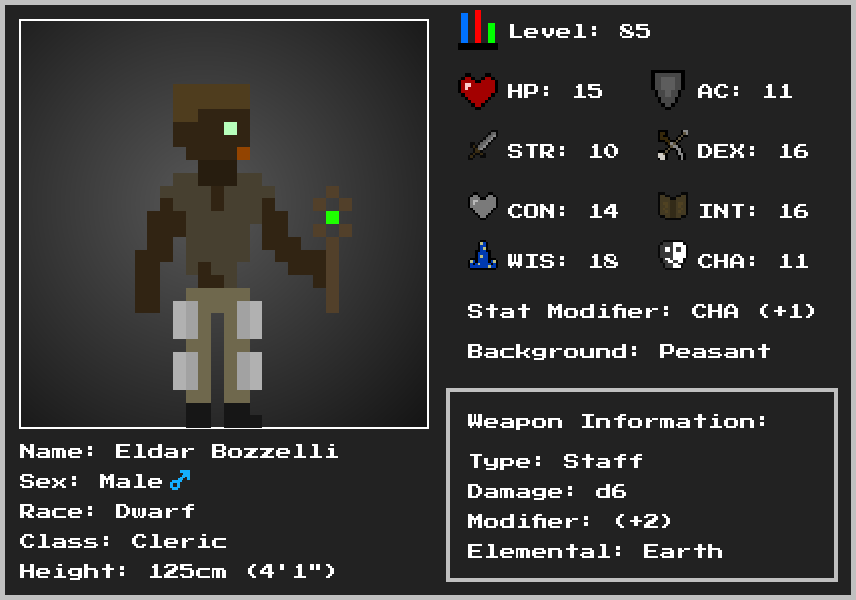 Level: 85
HP: 15
AC: 11
STR: 10
DEX: 16
CON: 14
INT: 16
WIS: 18
CHA: 11
Stat Modifier: CHA (+1)
Background: Peasant
Weapon Information:
Type: Staff
Damage: d6
Modifier: (+2)
Elemental: Earth
Name: Eldar Bozzelli
Sex: Male♂
Race: Dwarf
Class: Cleric
Height: 125cm (4'1")